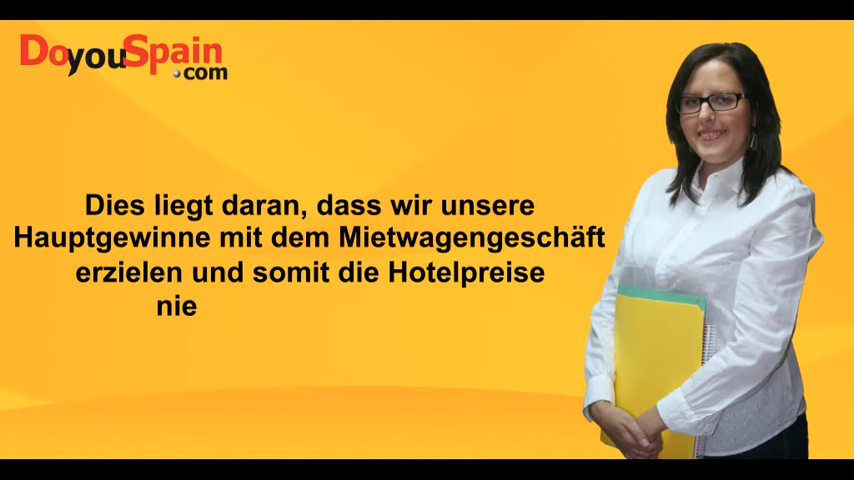 DoyouSpain
.com
Dies liegt daran, dass wir unsere
Hauptgewinne mit dem Mietwagengeschäft
erzielen und somit die Hotelpreise
nie